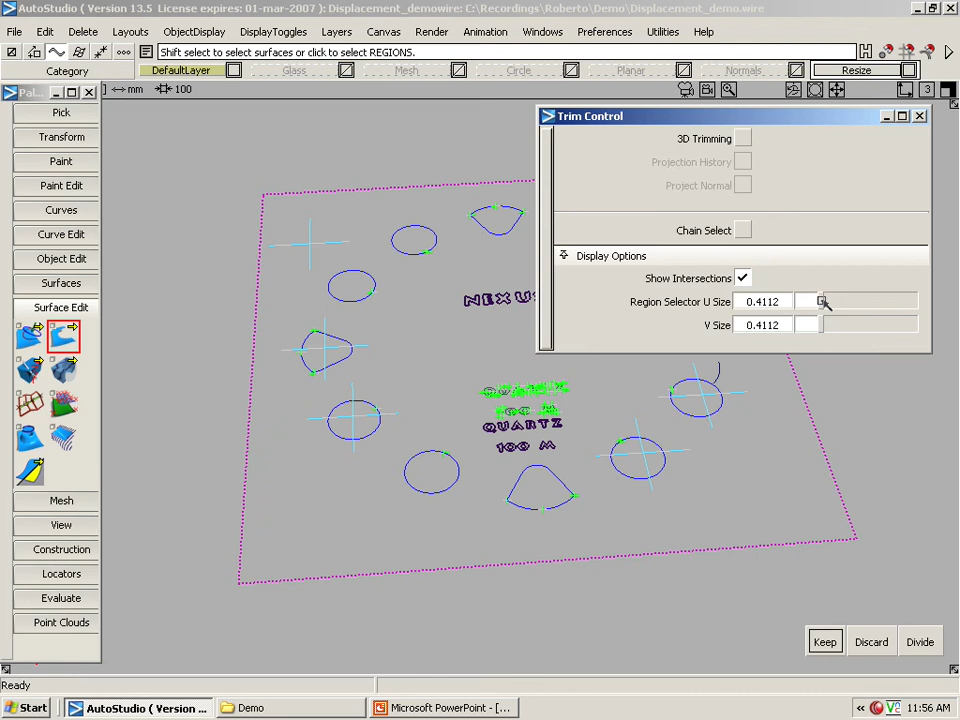 AutoStudio ( Version 13.5 License expires: 01-mar-2007 ): Displacement_demowire: C:\Recordings\Roberto\Demo\Displacement_demo.wire
File Edit Delete Layouts ObjectDisplay DisplayToggles Layers Canvas Render Animation Windows Preferences Utilities Help
Shift select to select surfaces or click to select REGIONS.
Category DefaultLayer Glass Mesh Circle Planar Normals Resize
Pal... mm 100 3
Pick
Transform
Paint
Paint Edit
Curves
Curve Edit
Object Edit
Surfaces
Surface Edit
Mesh
View
Construction
Locators
Evaluate
Point Clouds
Trim Control
3D Trimming
Projection History
Project Normal
Chain Select
Display Options
Show Intersections
Region Selector U Size 0.4112
V Size 0.4112
NEXUS
QUARTZ
100 M
QUARTZ
100 M
Keep Discard Divide
Ready
Start AutoStudio ( Version ... Demo Microsoft PowerPoint - [... « 11:56 AM